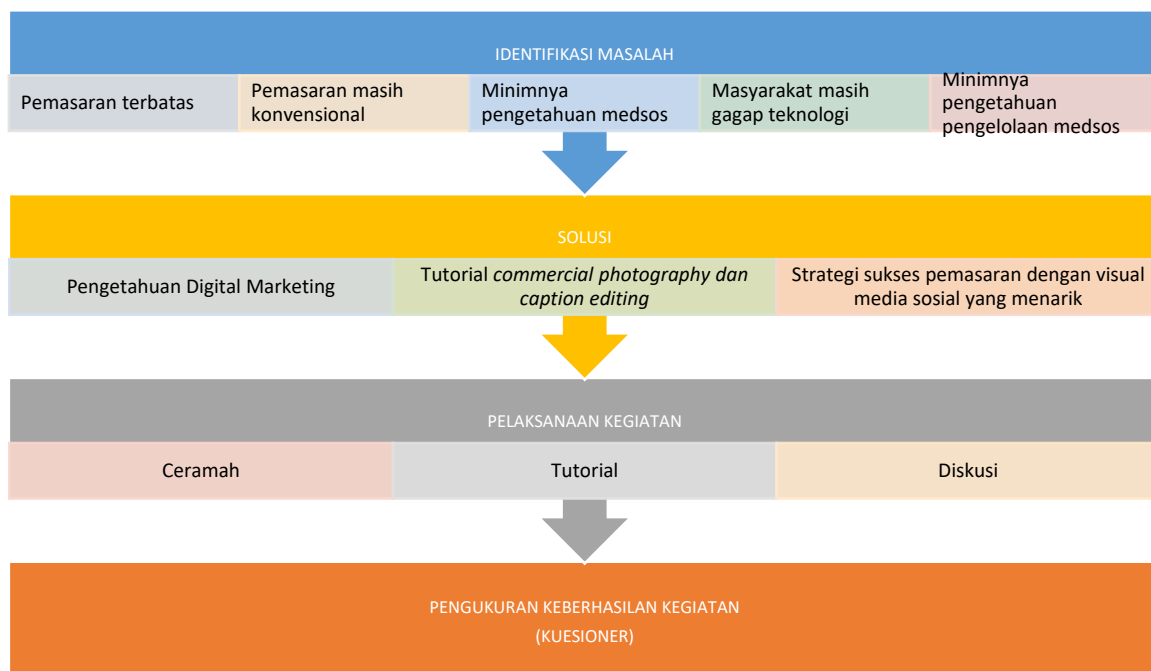 IDENTIFIKASI MASALAH
Pemasaran terbatas
Pemasaran masih
konvensional
Minimnya
pengetahuan medsos
Masyarakat masih
gagap teknologi
Minimnya
pengetahuan
pengelolaan medsos
SOLUSI
Pengetahuan Digital Marketing
Tutorial commercial photography dan
caption editing
Strategi sukses pemasaran dengan visual
media sosial yang menarik
PELAKSANAAN KEGIATAN
Ceramah
Tutorial
Diskusi
PENGUKURAN KEBERHASILAN KEGIATAN
(KUESIONER)